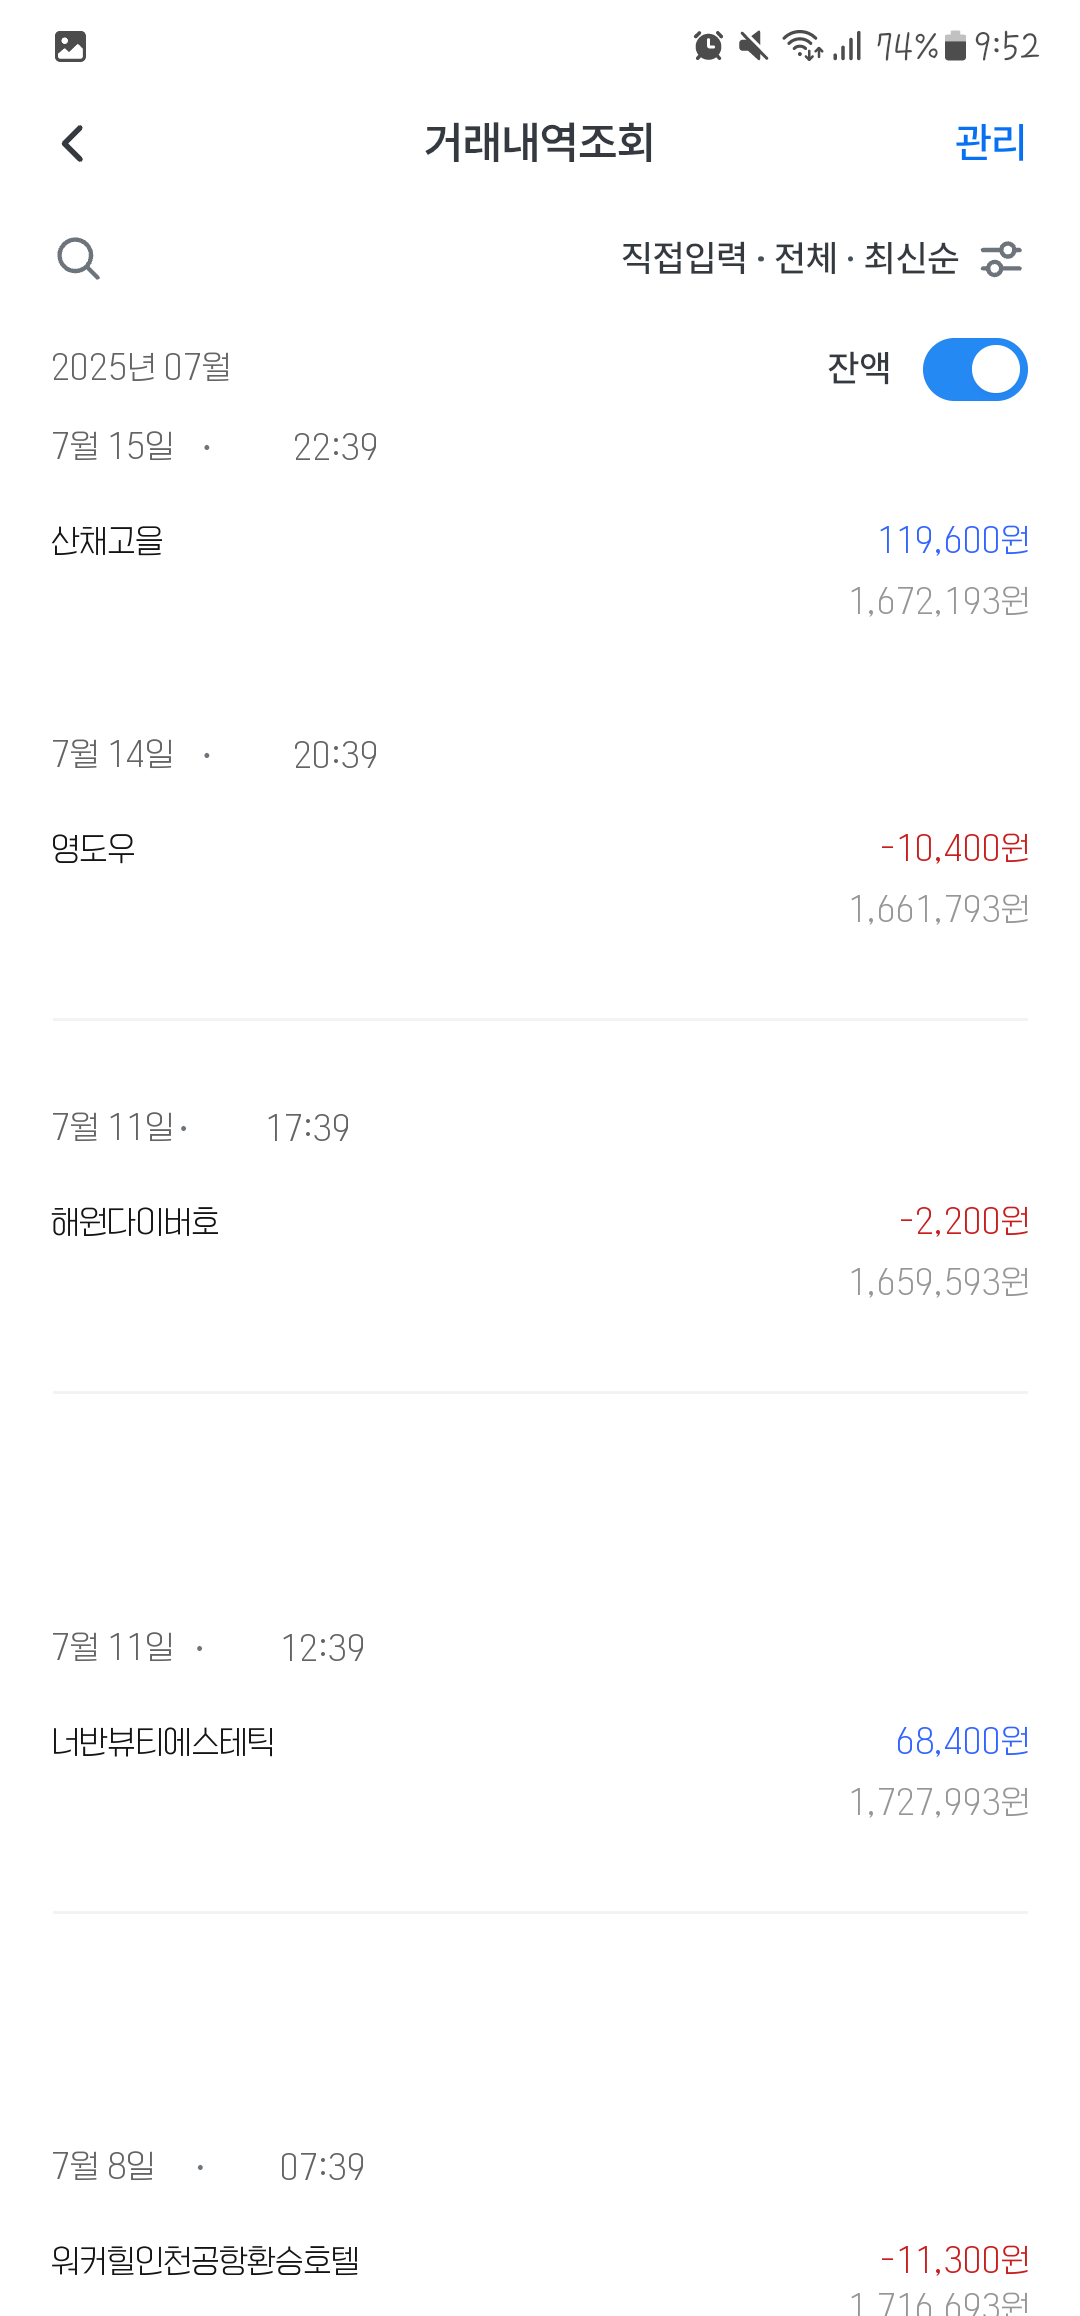 74% 9:52
거래내역조회 관리
직접입력 · 전체 · 최신순
2025년 07월 잔액
7월 15일 · 22:39
산채고을 119,600원
1,672,193원
7월 14일 · 20:39
영도우 -10,400원
1,661,793원
7월 11일 · 17:39
해원다이버호 -2,200원
1,659,593원
7월 11일 · 12:39
너반뷰티에스테틱 68,400원
1,727,993원
7월 8일 · 07:39
워커힐인천공항환승호텔 -11,300원
1,716,693원